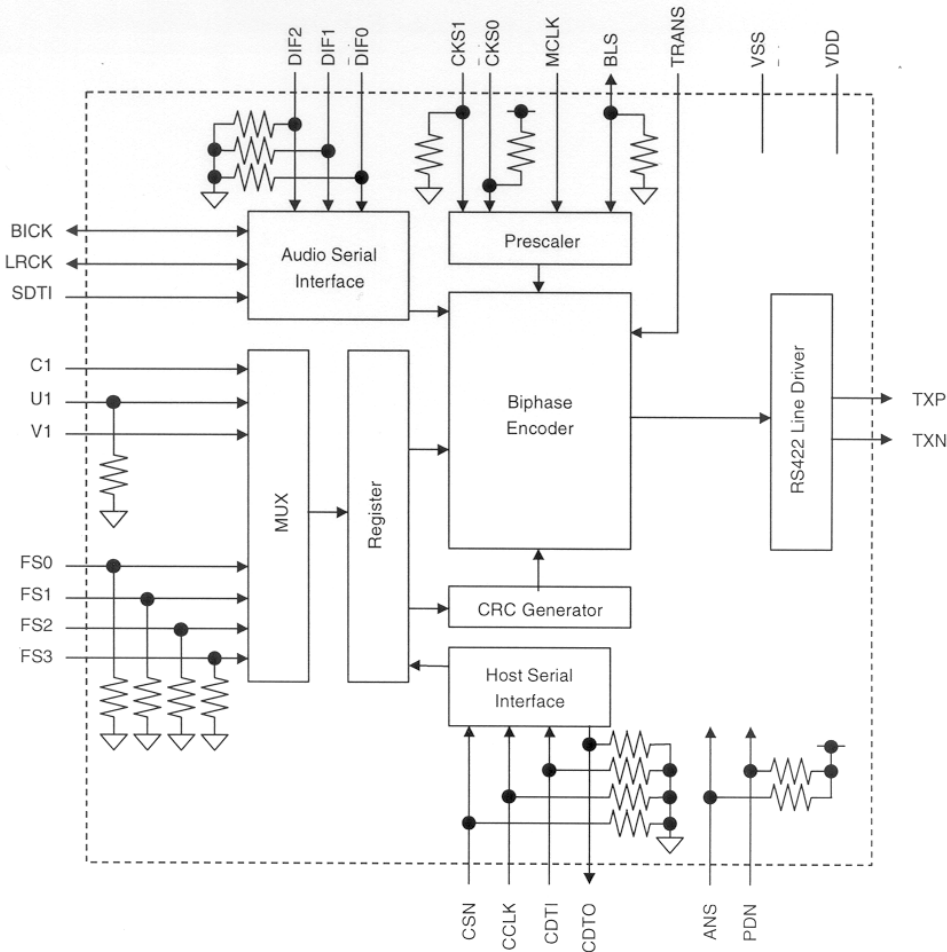 DIF2
DIF1
DIF0
CKS1
CKS0
MCLK
BLS
TRANS
VSS
VDD
BICK
LRCK
SDTI
Audio Serial
Interface
Prescaler
C1
U1
V1
MUX
Register
Biphase
Encoder
RS422 Line Driver
TXP
TXN
FS0
FS1
FS2
FS3
CRC Generator
Host Serial
Interface
CSN
CCLK
CDTI
CDTO
ANS
PDN